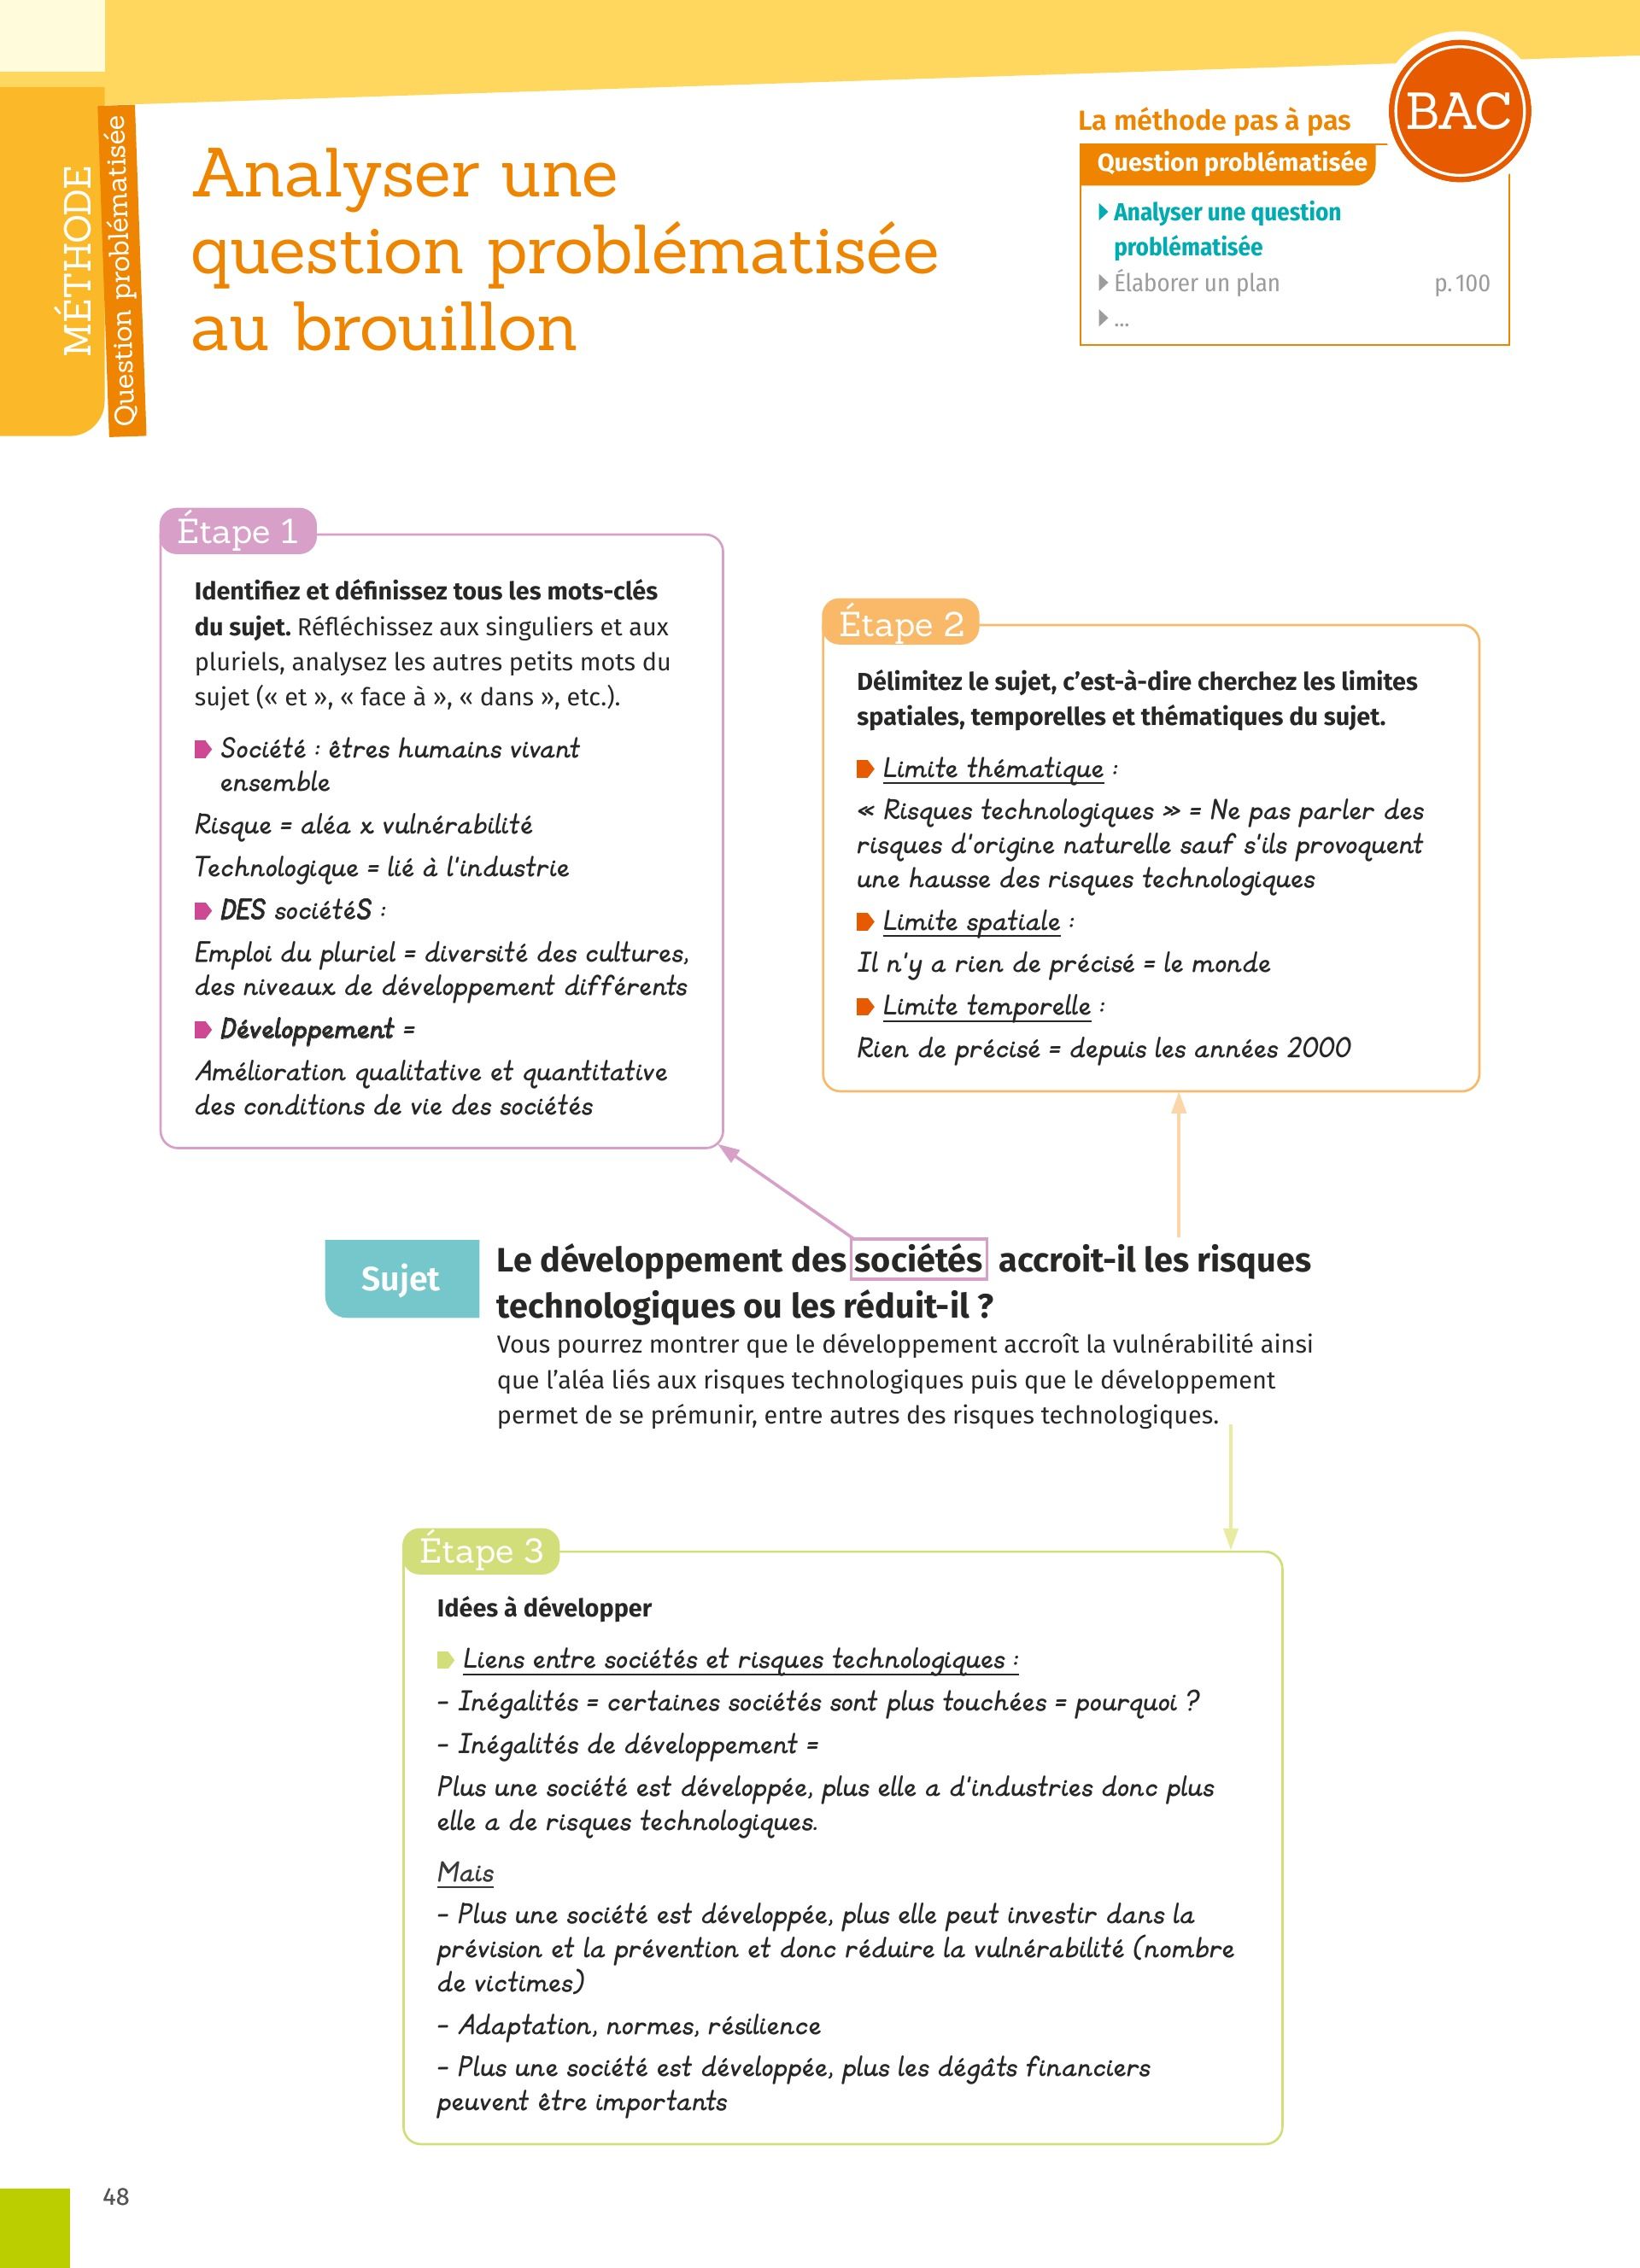 MÉTHODE
Question problématisée
Analyser une
question problématisée
au brouillon
La méthode pas à pas
BAC
Question problématisée
Analyser une question
problématisée
Élaborer un plan p. 100
...
Étape 1
Identifiez et définissez tous les mots-clés
du sujet. Réfléchissez aux singuliers et aux
pluriels, analysez les autres petits mots du
sujet (« et », « face à », « dans », etc.).
Société : êtres humains vivant
ensemble
Risque = aléa x vulnérabilité
Technologique = lié à l'industrie
DES sociétéS :
Emploi du pluriel = diversité des cultures,
des niveaux de développement différents
Développement =
Amélioration qualitative et quantitative
des conditions de vie des sociétés
Étape 2
Délimitez le sujet, c’est-à-dire cherchez les limites
spatiales, temporelles et thématiques du sujet.
Limite thématique :
« Risques technologiques » = Ne pas parler des
risques d'origine naturelle sauf s'ils provoquent
une hausse des risques technologiques
Limite spatiale :
Il n'y a rien de précisé = le monde
Limite temporelle :
Rien de précisé = depuis les années 2000
Sujet
Le développement des sociétés accroit-il les risques
technologiques ou les réduit-il ?
Vous pourrez montrer que le développement accroît la vulnérabilité ainsi
que l’aléa liés aux risques technologiques puis que le développement
permet de se prémunir, entre autres des risques technologiques.
Étape 3
Idées à développer
Liens entre sociétés et risques technologiques :
- Inégalités = certaines sociétés sont plus touchées = pourquoi ?
- Inégalités de développement =
Plus une société est développée, plus elle a d'industries donc plus
elle a de risques technologiques.
Mais
- Plus une société est développée, plus elle peut investir dans la
prévision et la prévention et donc réduire la vulnérabilité (nombre
de victimes)
- Adaptation, normes, résilience
- Plus une société est développée, plus les dégâts financiers
peuvent être importants
48